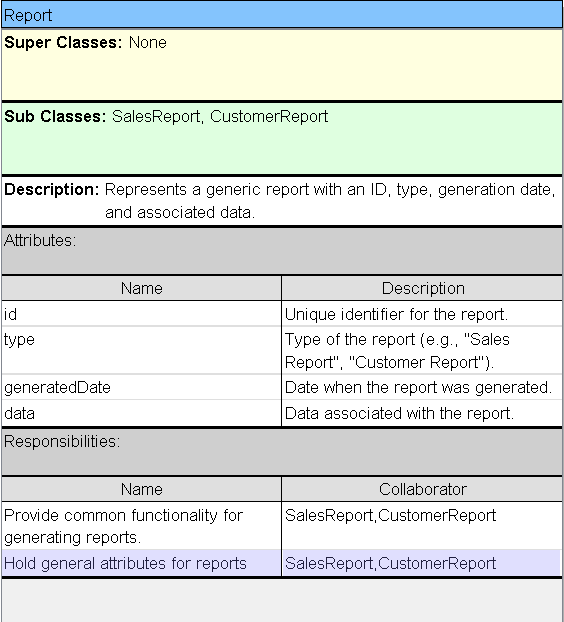 Report
Super Classes: None
Sub Classes: SalesReport, CustomerReport
Description: Represents a generic report with an ID, type, generation date,
and associated data.
Attributes:
Name Description
id Unique identifier for the report.
type Type of the report (e.g., "Sales
Report", "Customer Report").
generatedDate Date when the report was generated.
data Data associated with the report.
Responsibilities:
Name Collaborator
Provide common functionality for SalesReport,CustomerReport
generating reports.
Hold general attributes for reports SalesReport,CustomerReport